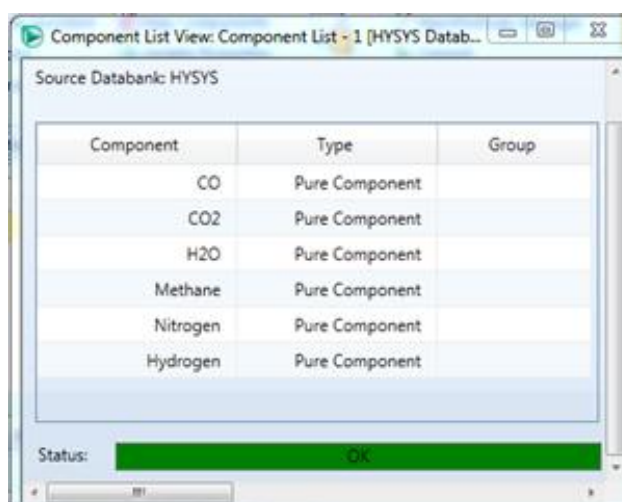 Component List View: Component List - 1 [HYSYS Datab...
Source Databank: HYSYS
Component Type Group
CO Pure Component
CO2 Pure Component
H2O Pure Component
Methane Pure Component
Nitrogen Pure Component
Hydrogen Pure Component
Status: OK